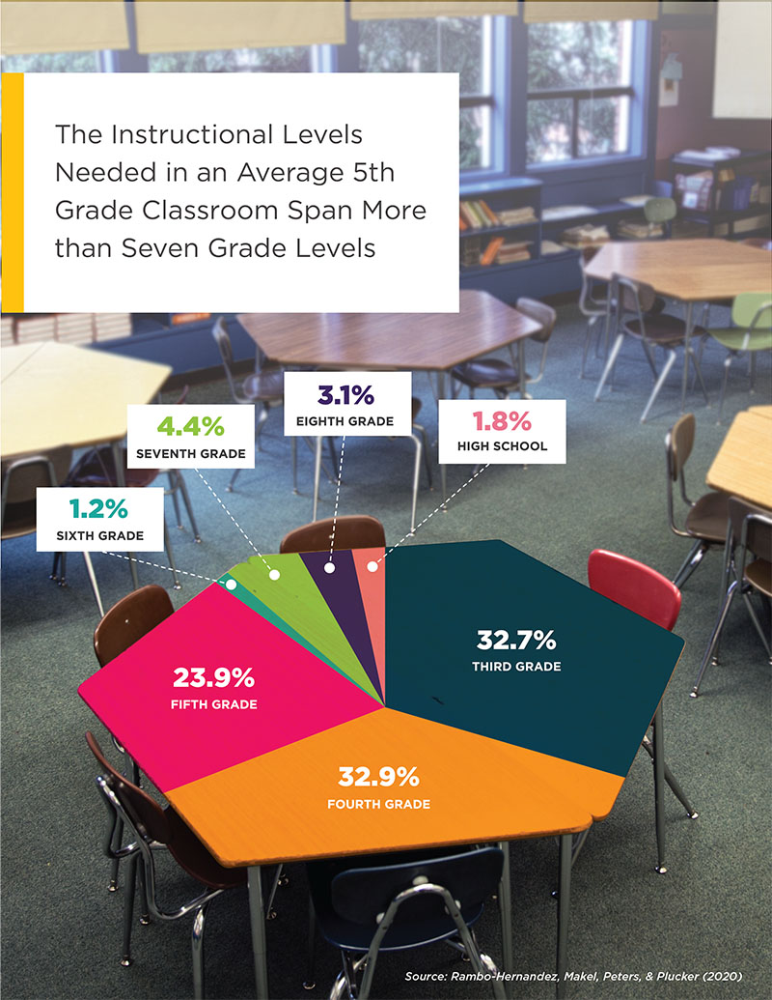 The Instructional Levels
Needed in an Average 5th
Grade Classroom Span More
than Seven Grade Levels
3.1%
EIGHTH GRADE
4.4%
SEVENTH GRADE
1.8%
HIGH SCHOOL
1.2%
SIXTH GRADE
32.7%
THIRD GRADE
23.9%
FIFTH GRADE
32.9%
FOURTH GRADE
Source: Rambo-Hernandez, Makel, Peters, & Plucker (2020)